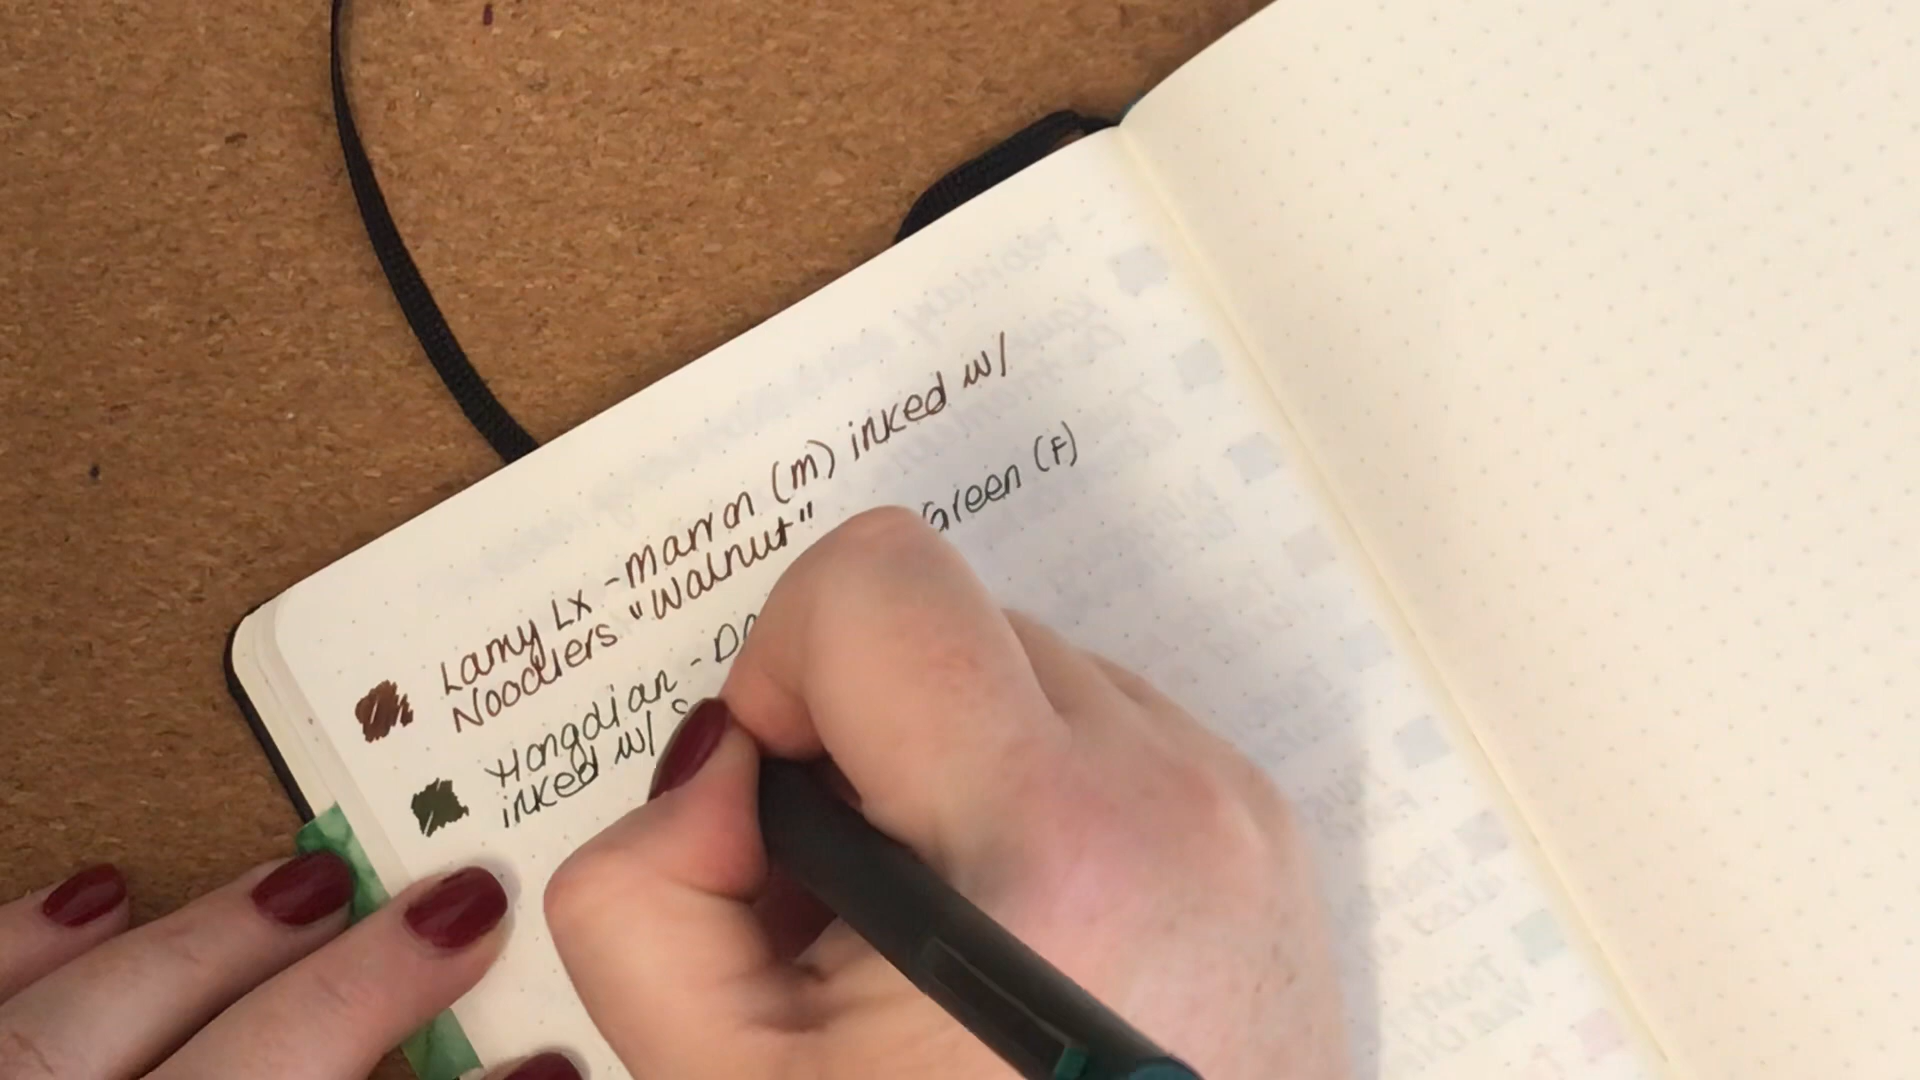 Lamy LX - Marron (m) inked w/
Noodlers "Walnut"
Hongdian - Green (F)
inked w/